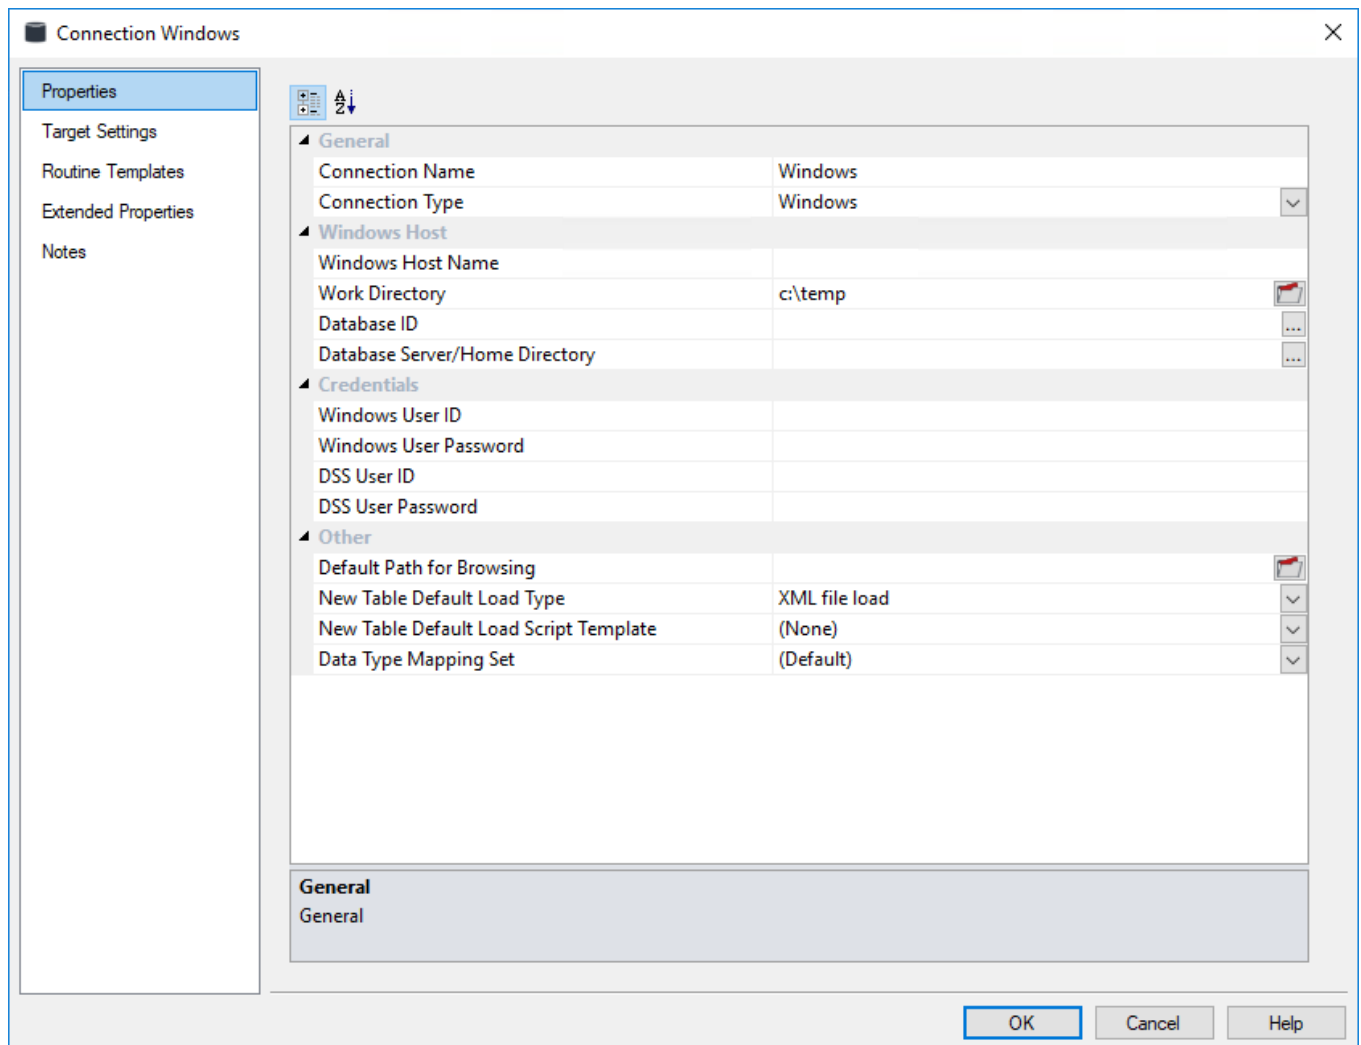 Connection Windows
Properties
Target Settings
Routine Templates
Extended Properties
Notes
General
Connection Name Windows
Connection Type Windows
Windows Host
Windows Host Name
Work Directory c:\temp
Database ID ...
Database Server/Home Directory ...
Credentials
Windows User ID
Windows User Password
DSS User ID
DSS User Password
Other
Default Path for Browsing
New Table Default Load Type XML file load
New Table Default Load Script Template (None)
Data Type Mapping Set (Default)
General
General
OK Cancel Help